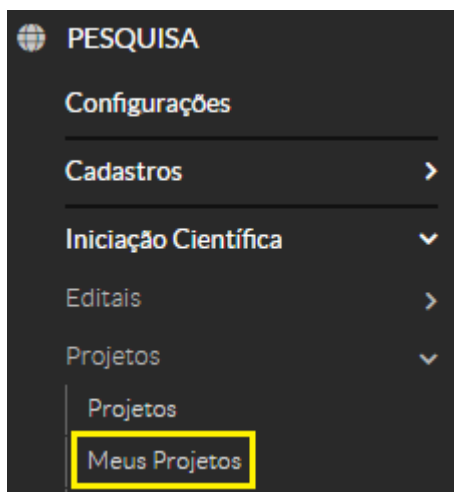 PESQUISA
Configurações
Cadastros
Iniciação Científica
Editais
Projetos
Projetos
Meus Projetos